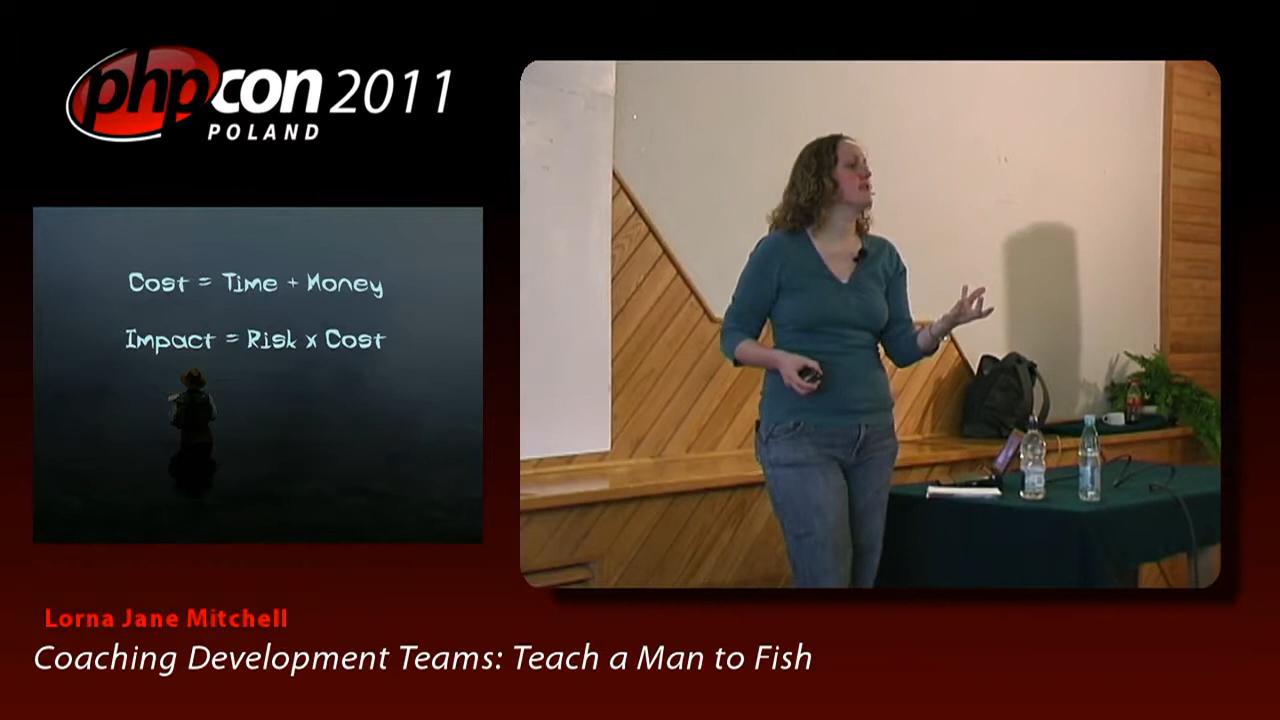 phpcon 2011
POLAND
Cost = Time + Money
Impact = Risk x Cost
Lorna Jane Mitchell
Coaching Development Teams: Teach a Man to Fish